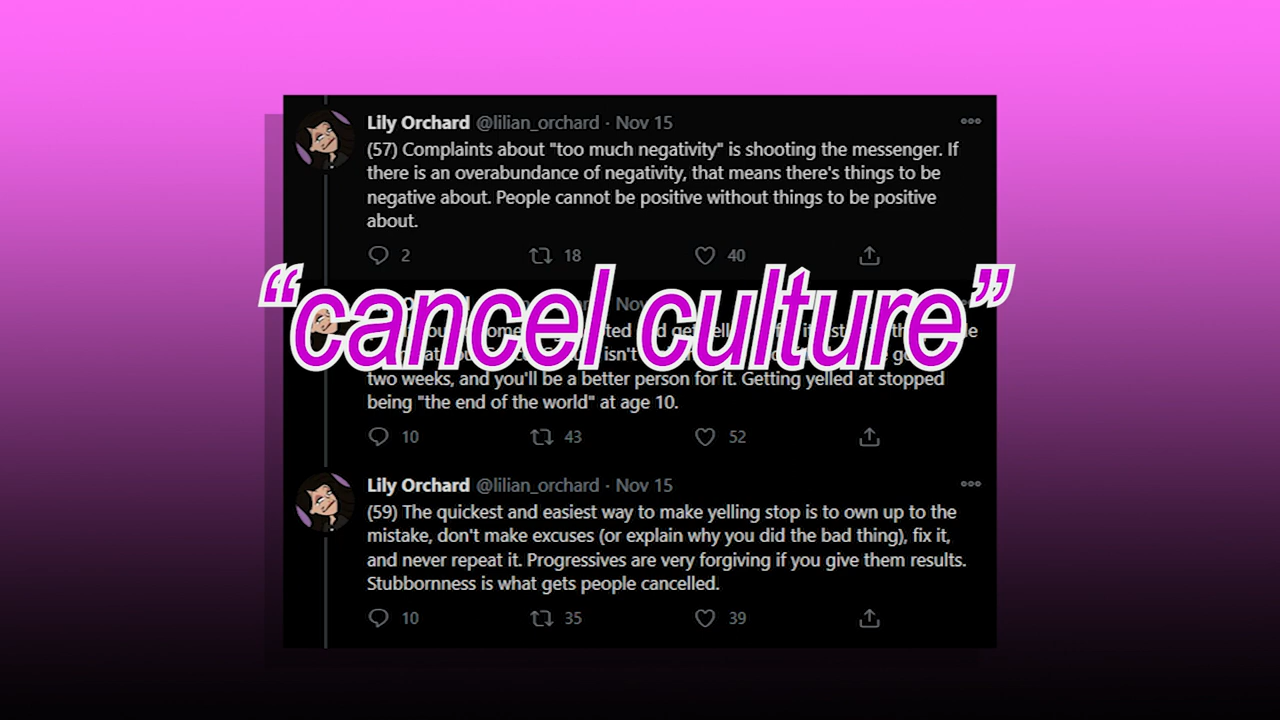 Lily Orchard @lilian_orchard · Nov 15
(57) Complaints about "too much negativity" is shooting the messenger. If
there is an overabundance of negativity, that means there's things to be
negative about. People cannot be positive without things to be positive
about.
2 18 40
“cancel culture”
two weeks, and you'll be a better person for it. Getting yelled at stopped
being "the end of the world" at age 10.
10 43 52
Lily Orchard @lilian_orchard · Nov 15
(59) The quickest and easiest way to make yelling stop is to own up to the
mistake, don't make excuses (or explain why you did the bad thing), fix it,
and never repeat it. Progressives are very forgiving if you give them results.
Stubbornness is what gets people cancelled.
10 35 39